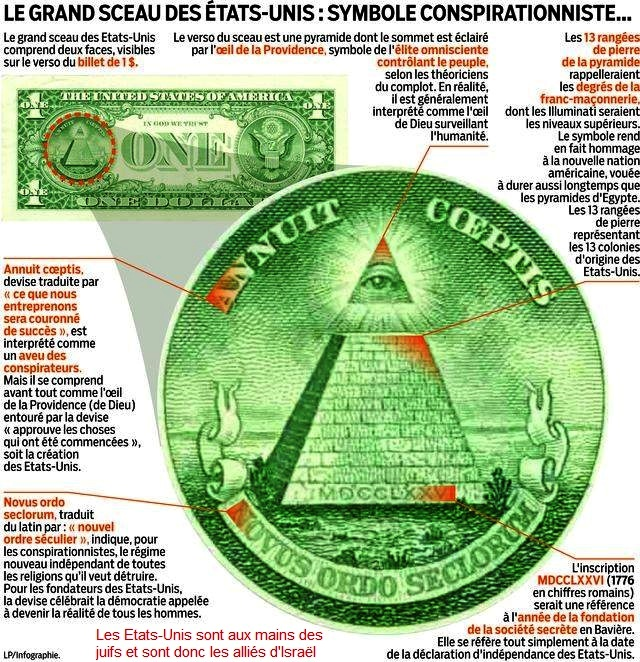 LE GRAND SCEAU DES ÉTATS-UNIS : SYMBOLE CONSPIRATIONNISTE...
Le grand sceau des Etats-Unis
comprend deux faces, visibles
sur le verso du billet de 1 $.
Le verso du sceau est une pyramide dont le sommet est éclairé
par l'œil de la Providence, symbole de l'élite omnisciente
contrôlant le peuple,
selon les théoriciens
du complot. En réalité,
il est généralement
interprété comme l'œil
de Dieu surveillant
l'humanité.
Les 13 rangées
de pierre
de la pyramide
rappelleraient
les degrés de la
franc-maçonnerie,
dont les Illuminati seraient
les niveaux supérieurs.
Le symbole rend
en fait hommage
à la nouvelle nation
américaine, vouée
à durer aussi longtemps que
les pyramides d'Egypte.
Les 13 rangées
de pierre
représentant
les 13 colonies
d'origine des
Etats-Unis.
THE UNITED STATES OF AMERICA
IN GOD WE TRUST
ONE
ONE DOLLAR
1
1
1
1
ANNUIT CŒPTIS
Annuit cœptis,
devise traduite par
« ce que nous
entreprenons
sera couronné
de succès », est
interprété comme
un aveu des
conspirateurs.
Mais il se comprend
avant tout comme l'œil
de la Providence (de Dieu)
entouré par la devise
« approuve les choses
qui ont été commencées »,
soit la création
des Etats-Unis.
MDCCLXXVI
NOVUS ORDO SECLORUM
Novus ordo
seclorum, traduit
du latin par : « nouvel
ordre séculier », indique, pour
les conspirationnistes, le régime
nouveau indépendant de toutes
les religions qu'il veut détruire.
Pour les fondateurs des Etats-Unis,
la devise célébrait la démocratie appelée
à devenir la réalité de tous les hommes.
L'inscription
MDCCLXXVI (1776
en chiffres romains)
serait une référence
à l'année de la fondation
de la société secrète en Bavière.
Elle se réfère tout simplement à la date
de la déclaration d'indépendance des Etats-Unis.
LP/Infographie.
Les Etats-Unis sont aux mains des
juifs et sont donc les alliés d'Israël